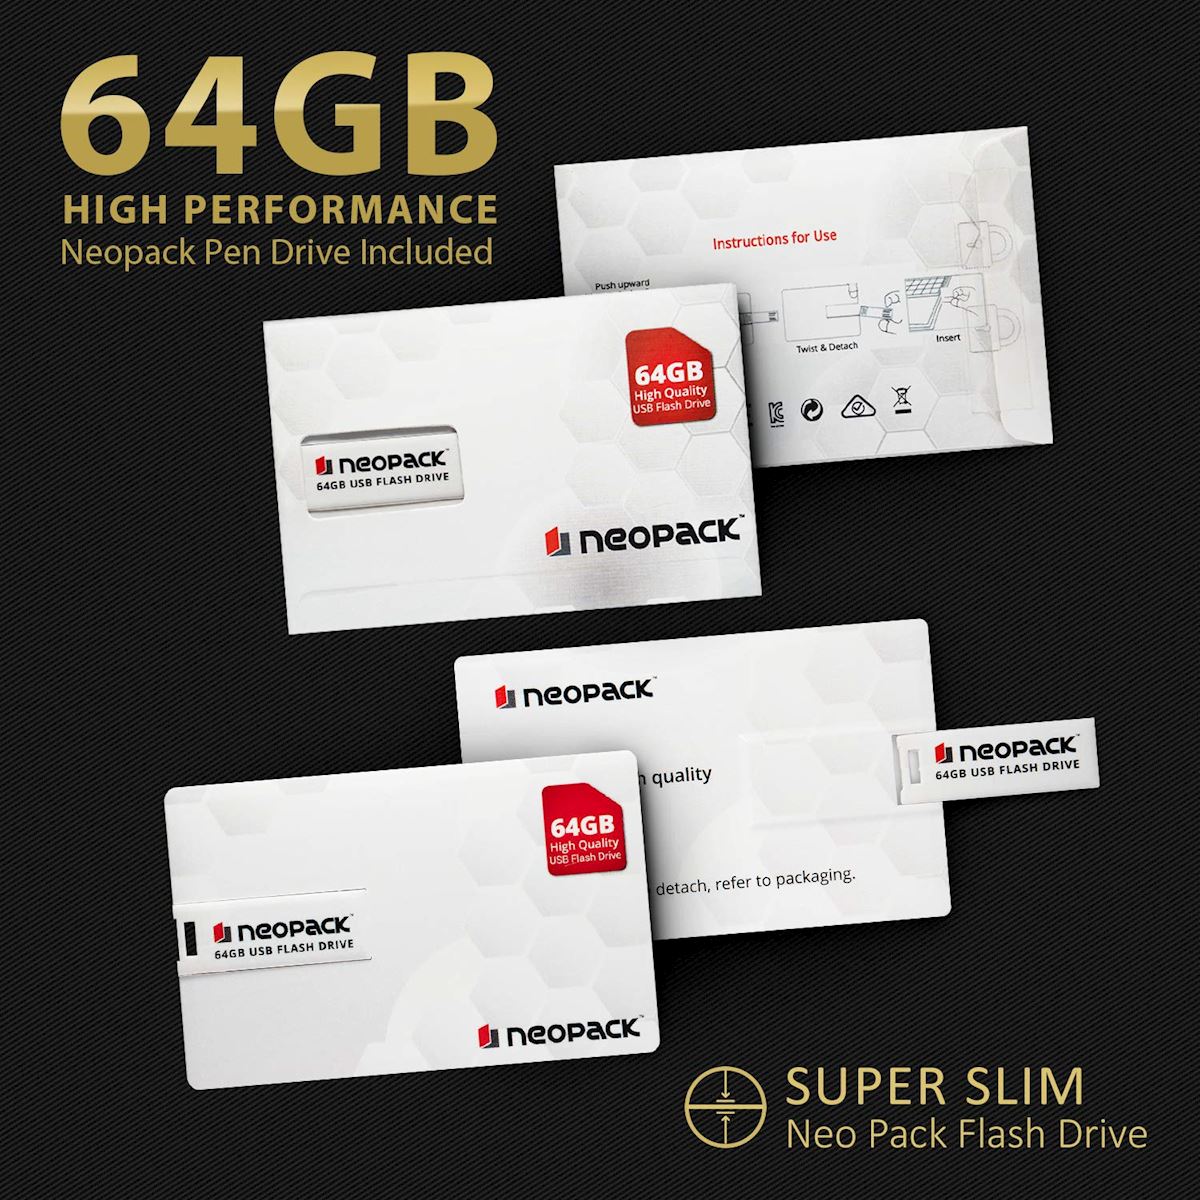 64GB
HIGH PERFORMANCE
Neopack Pen Drive Included
Instructions for Use
Push upward
Twist & Detach
Insert
64GB
High Quality
USB Flash Drive
neopack™
64GB USB FLASH DRIVE
neopack™
neopack™
quality
detach, refer to packaging.
neopack™
64GB USB FLASH DRIVE
64GB
High Quality
USB Flash Drive
neopack™
64GB USB FLASH DRIVE
neopack™
SUPER SLIM
Neo Pack Flash Drive